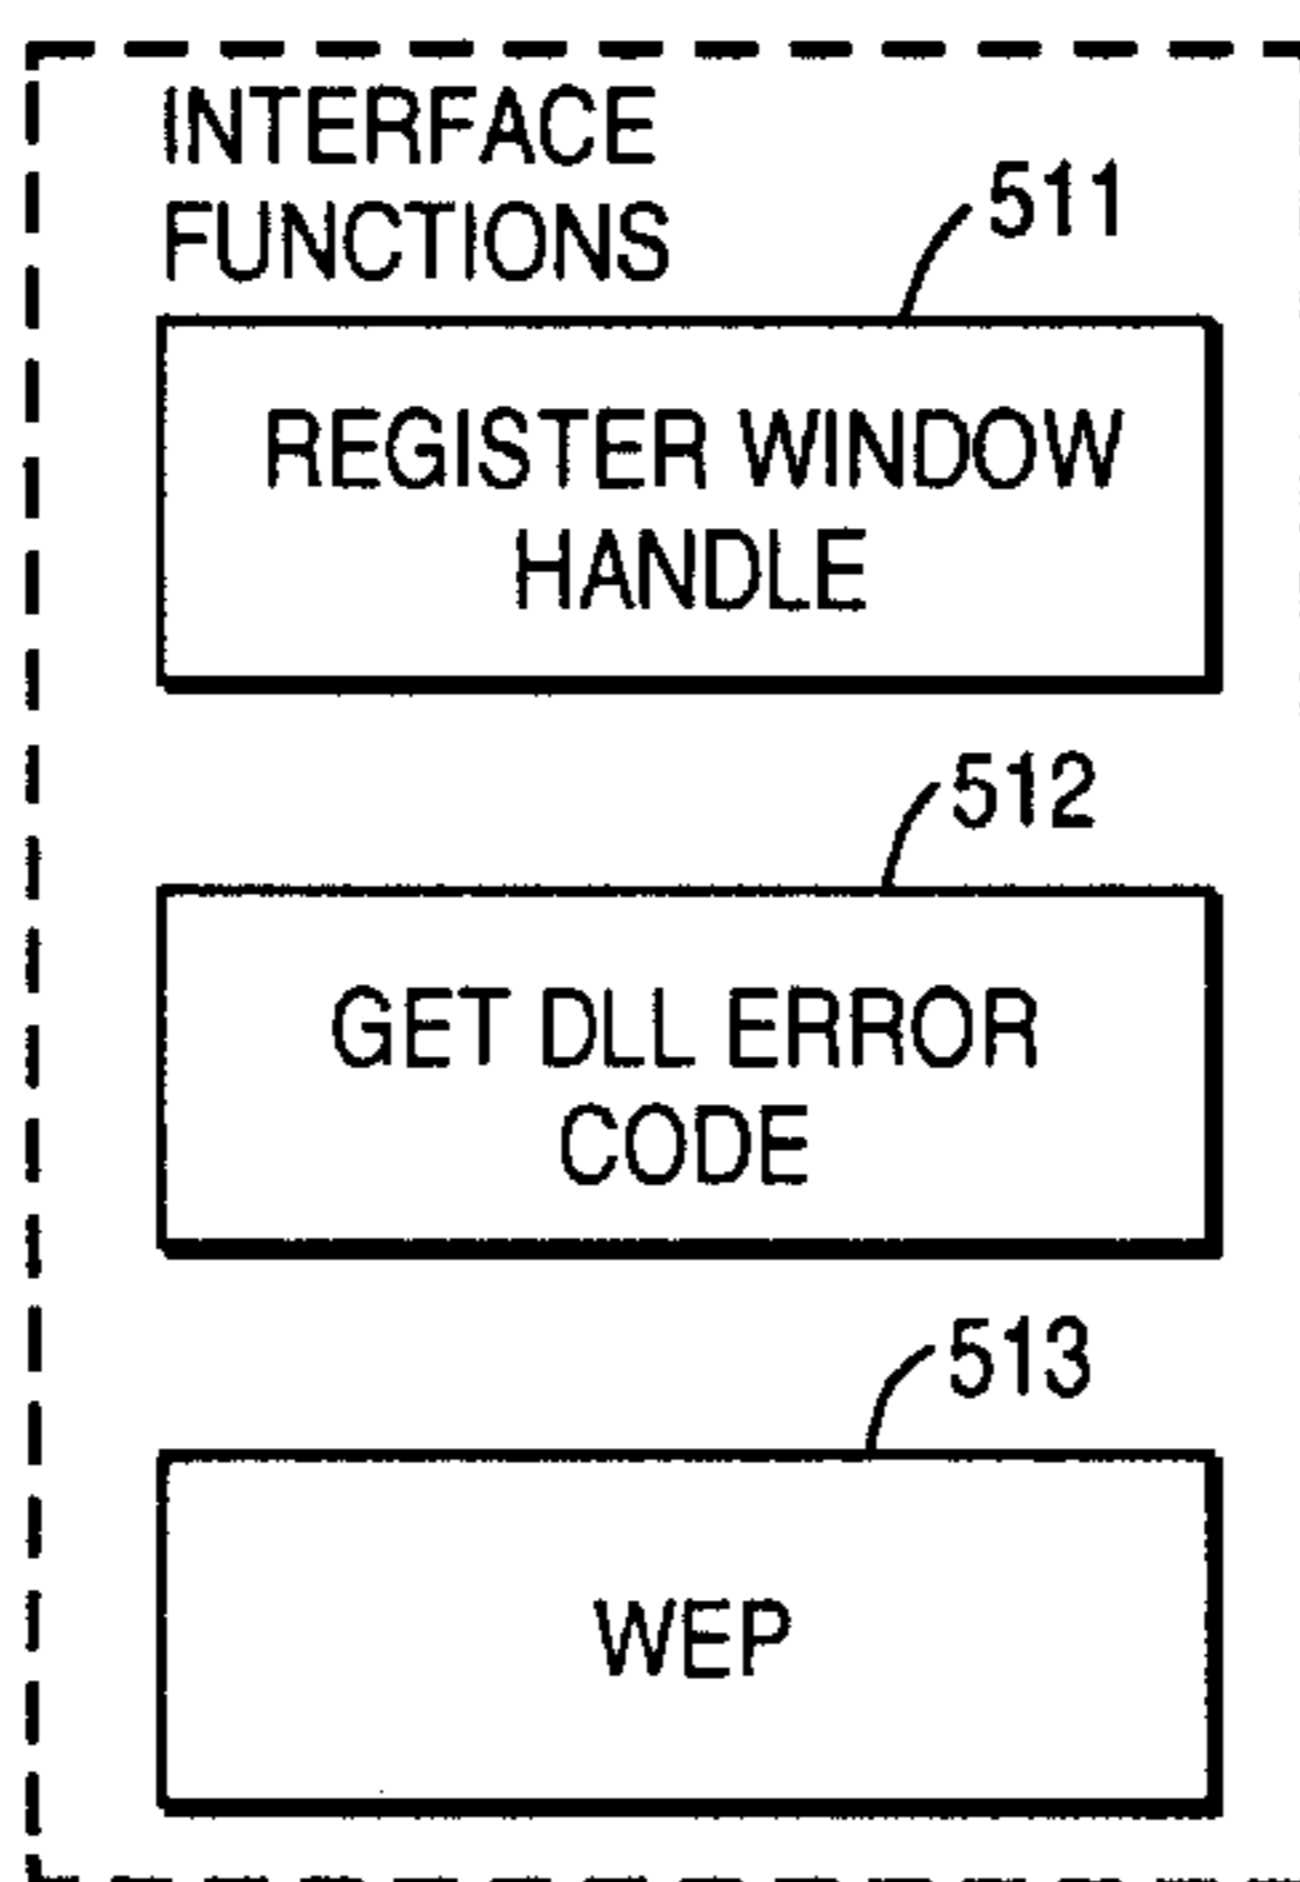 INTERFACE
FUNCTIONS
511
REGISTER WINDOW
HANDLE
512
GET DLL ERROR
CODE
513
WEP